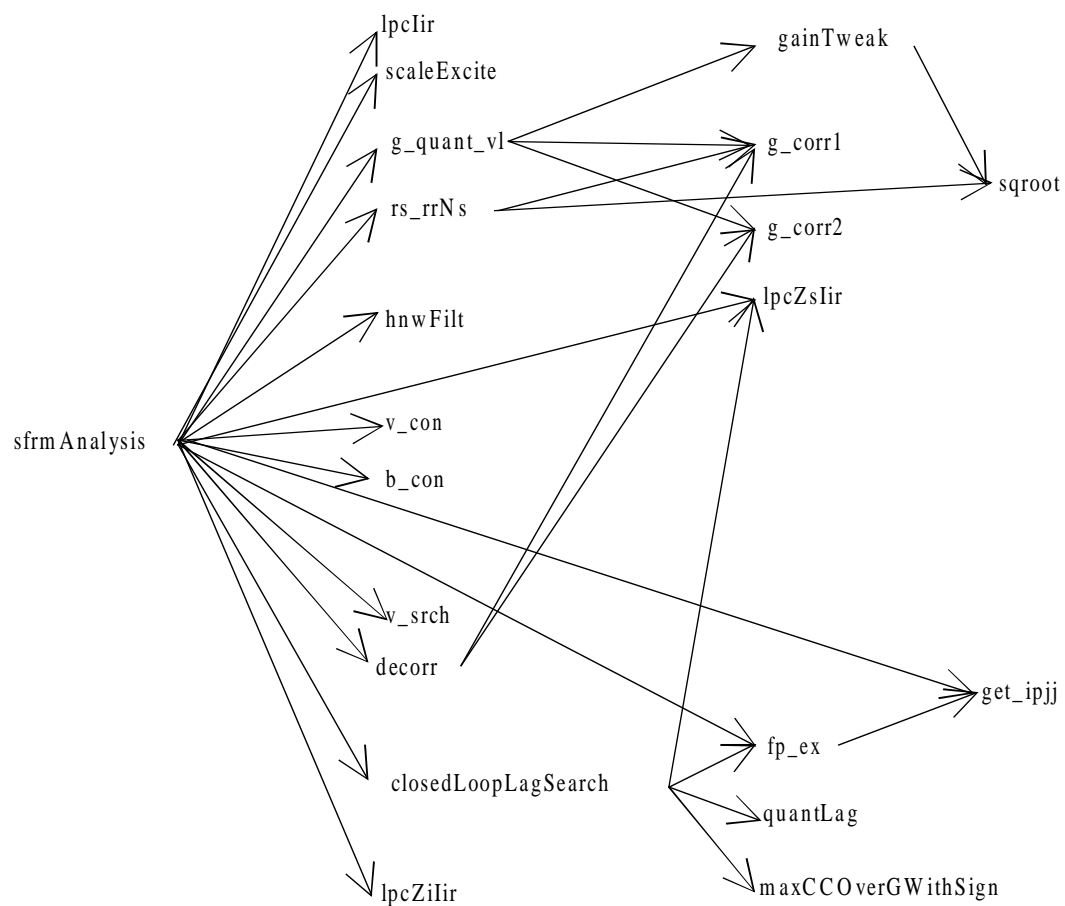 lpcIir
gainTweak
scaleExcite
g_quant_vl
g_corr1
sqroot
rs_rrNs
g_corr2
lpcZsIir
hnwFilt
v_con
sfrmAnalysis
b_con
v_srch
decorr
get_ipjj
fp_ex
closedLoopLagSearch
quantLag
lpcZiIir
maxCCOverGWithSign